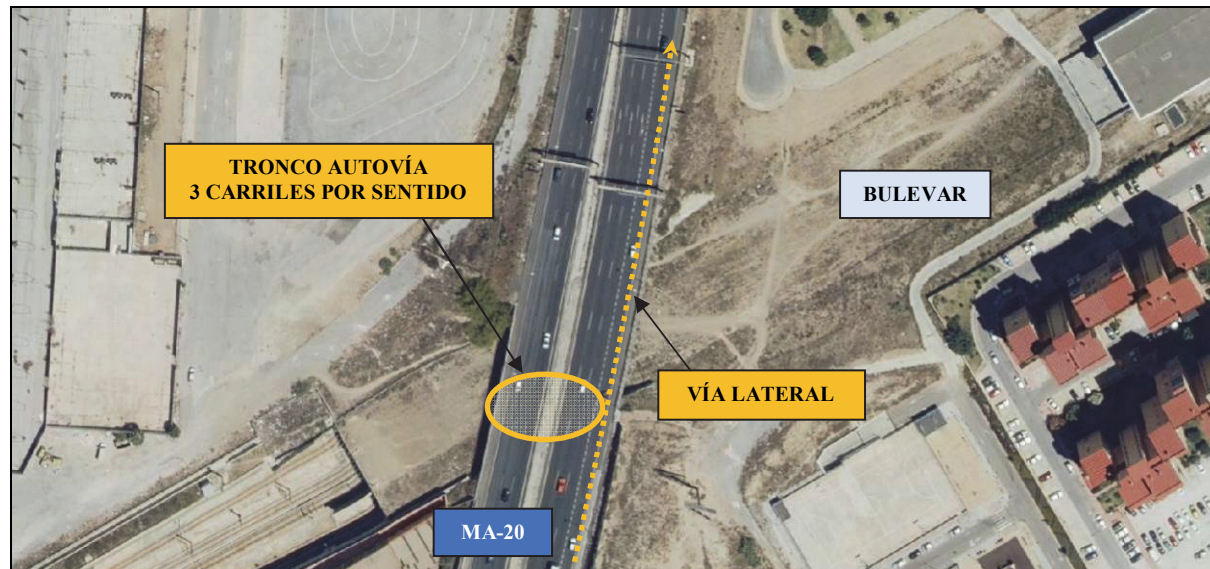 TRONCO AUTOVÍA
3 CARRILES POR SENTIDO
BULEVAR
VÍA LATERAL
MA-20